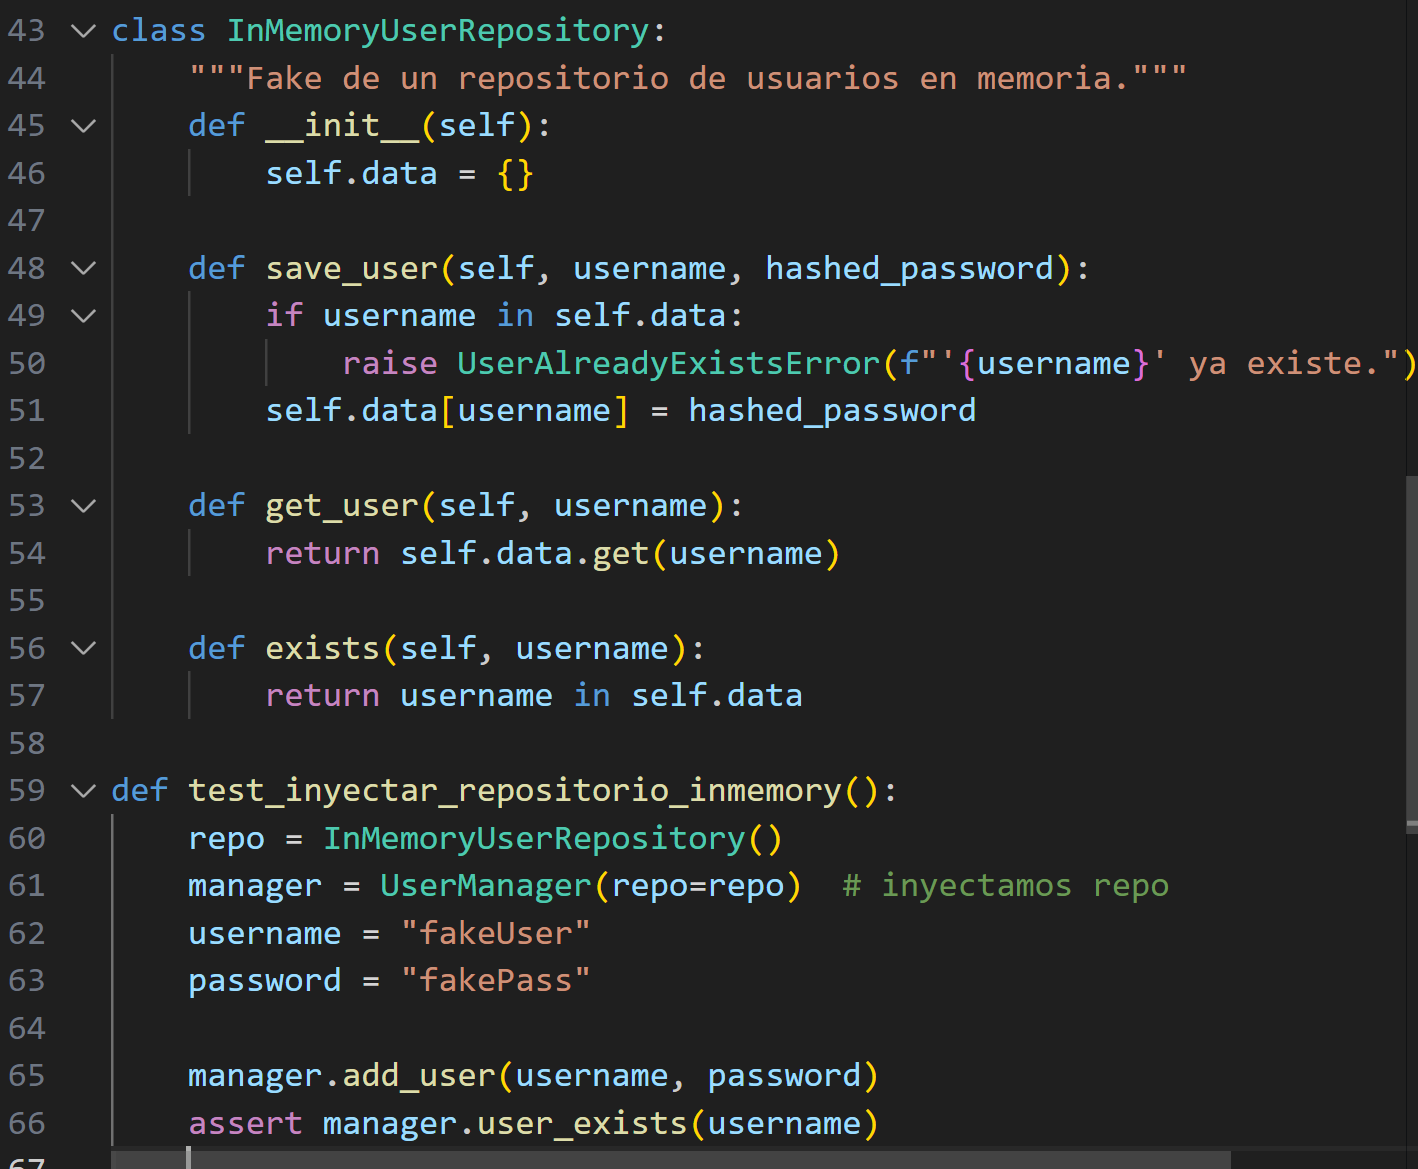 43 class InMemoryUserRepository:
44     """Fake de un repositorio de usuarios en memoria."""
45     def __init__(self):
46         self.data = {}
47
48     def save_user(self, username, hashed_password):
49         if username in self.data:
50             raise UserAlreadyExistsError(f"'{username}' ya existe.")
51         self.data[username] = hashed_password
52
53     def get_user(self, username):
54         return self.data.get(username)
55
56     def exists(self, username):
57         return username in self.data
58
59 def test_inyectar_repositorio_inmemory():
60     repo = InMemoryUserRepository()
61     manager = UserManager(repo=repo)  # inyectamos repo
62     username = "fakeUser"
63     password = "fakePass"
64
65     manager.add_user(username, password)
66     assert manager.user_exists(username)
67